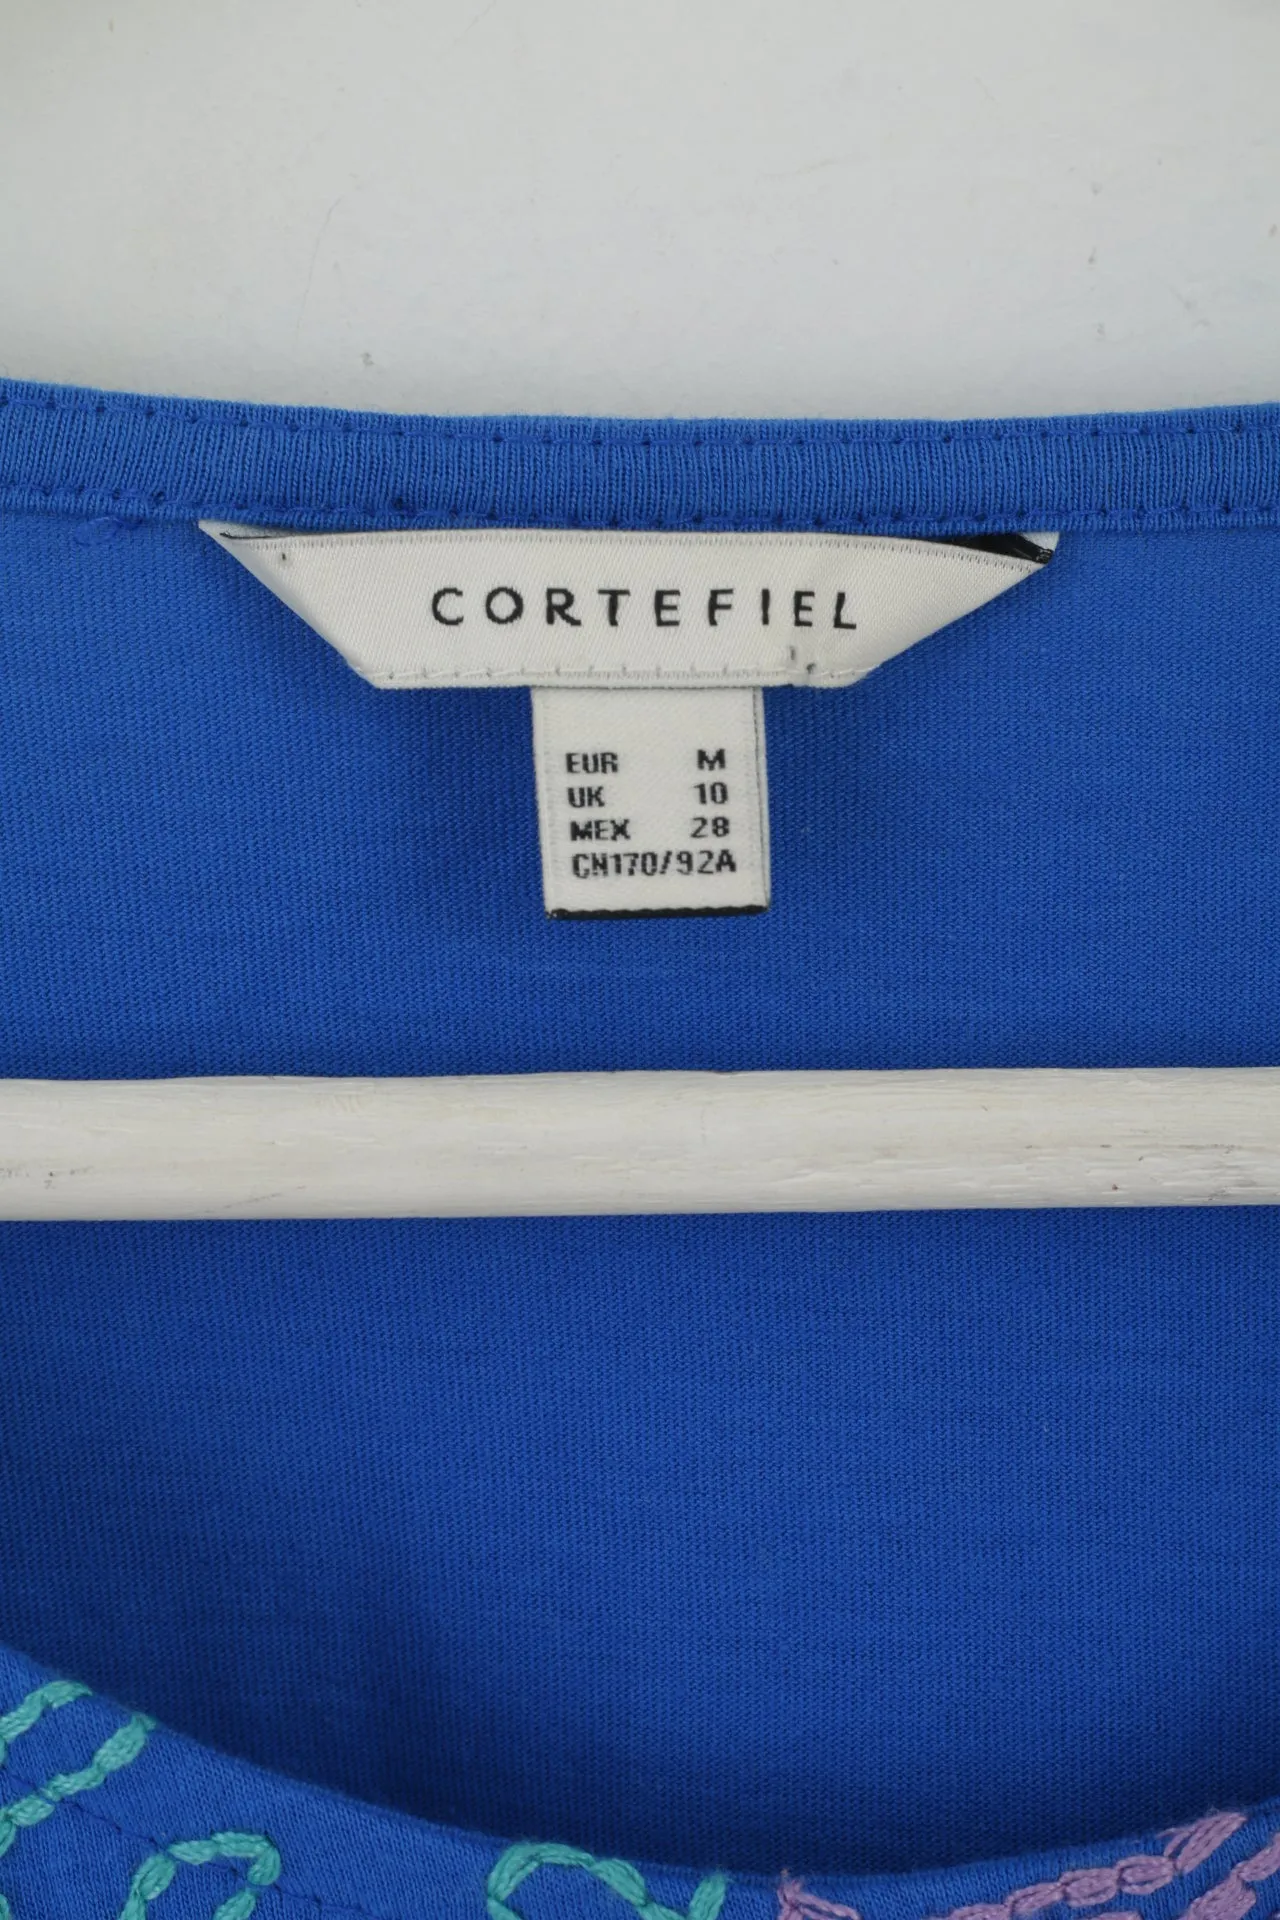 CORTEFIEL
EUR M
UK 10
MEX 28
CN170/92A